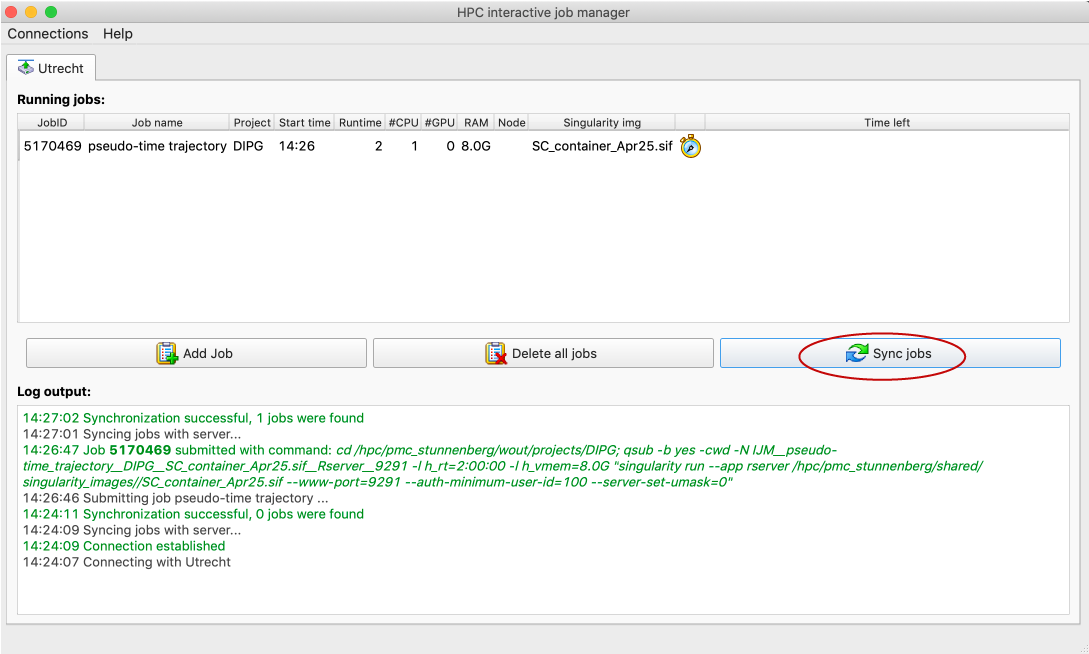 HPC interactive job manager
Connections Help
Utrecht
Running jobs:
JobID Job name Project Start time Runtime #CPU #GPU RAM Node Singularity img Time left
5170469 pseudo-time trajectory DIPG 14:26 2 1 0 8.0G SC_container_Apr25.sif
Add Job Delete all jobs Sync jobs
Log output:
14:27:02 Synchronization successful, 1 jobs were found
14:27:01 Syncing jobs with server...
14:26:47 Job 5170469 submitted with command: cd /hpc/pmc_stunnenberg/wout/projects/DIPG; qsub -b yes -cwd -N IJM__pseudo-
time_trajectory__DIPG__SC_container_Apr25.sif__Rserver__9291 -l h_rt=2:00:00 -l h_vmem=8.0G "singularity run --app rserver /hpc/pmc_stunnenberg/shared/
singularity_images//SC_container_Apr25.sif --www-port=9291 --auth-minimum-user-id=100 --server-set-umask=0"
14:26:46 Submitting job pseudo-time trajectory ...
14:24:11 Synchronization successful, 0 jobs were found
14:24:09 Syncing jobs with server...
14:24:09 Connection established
14:24:07 Connecting with Utrecht